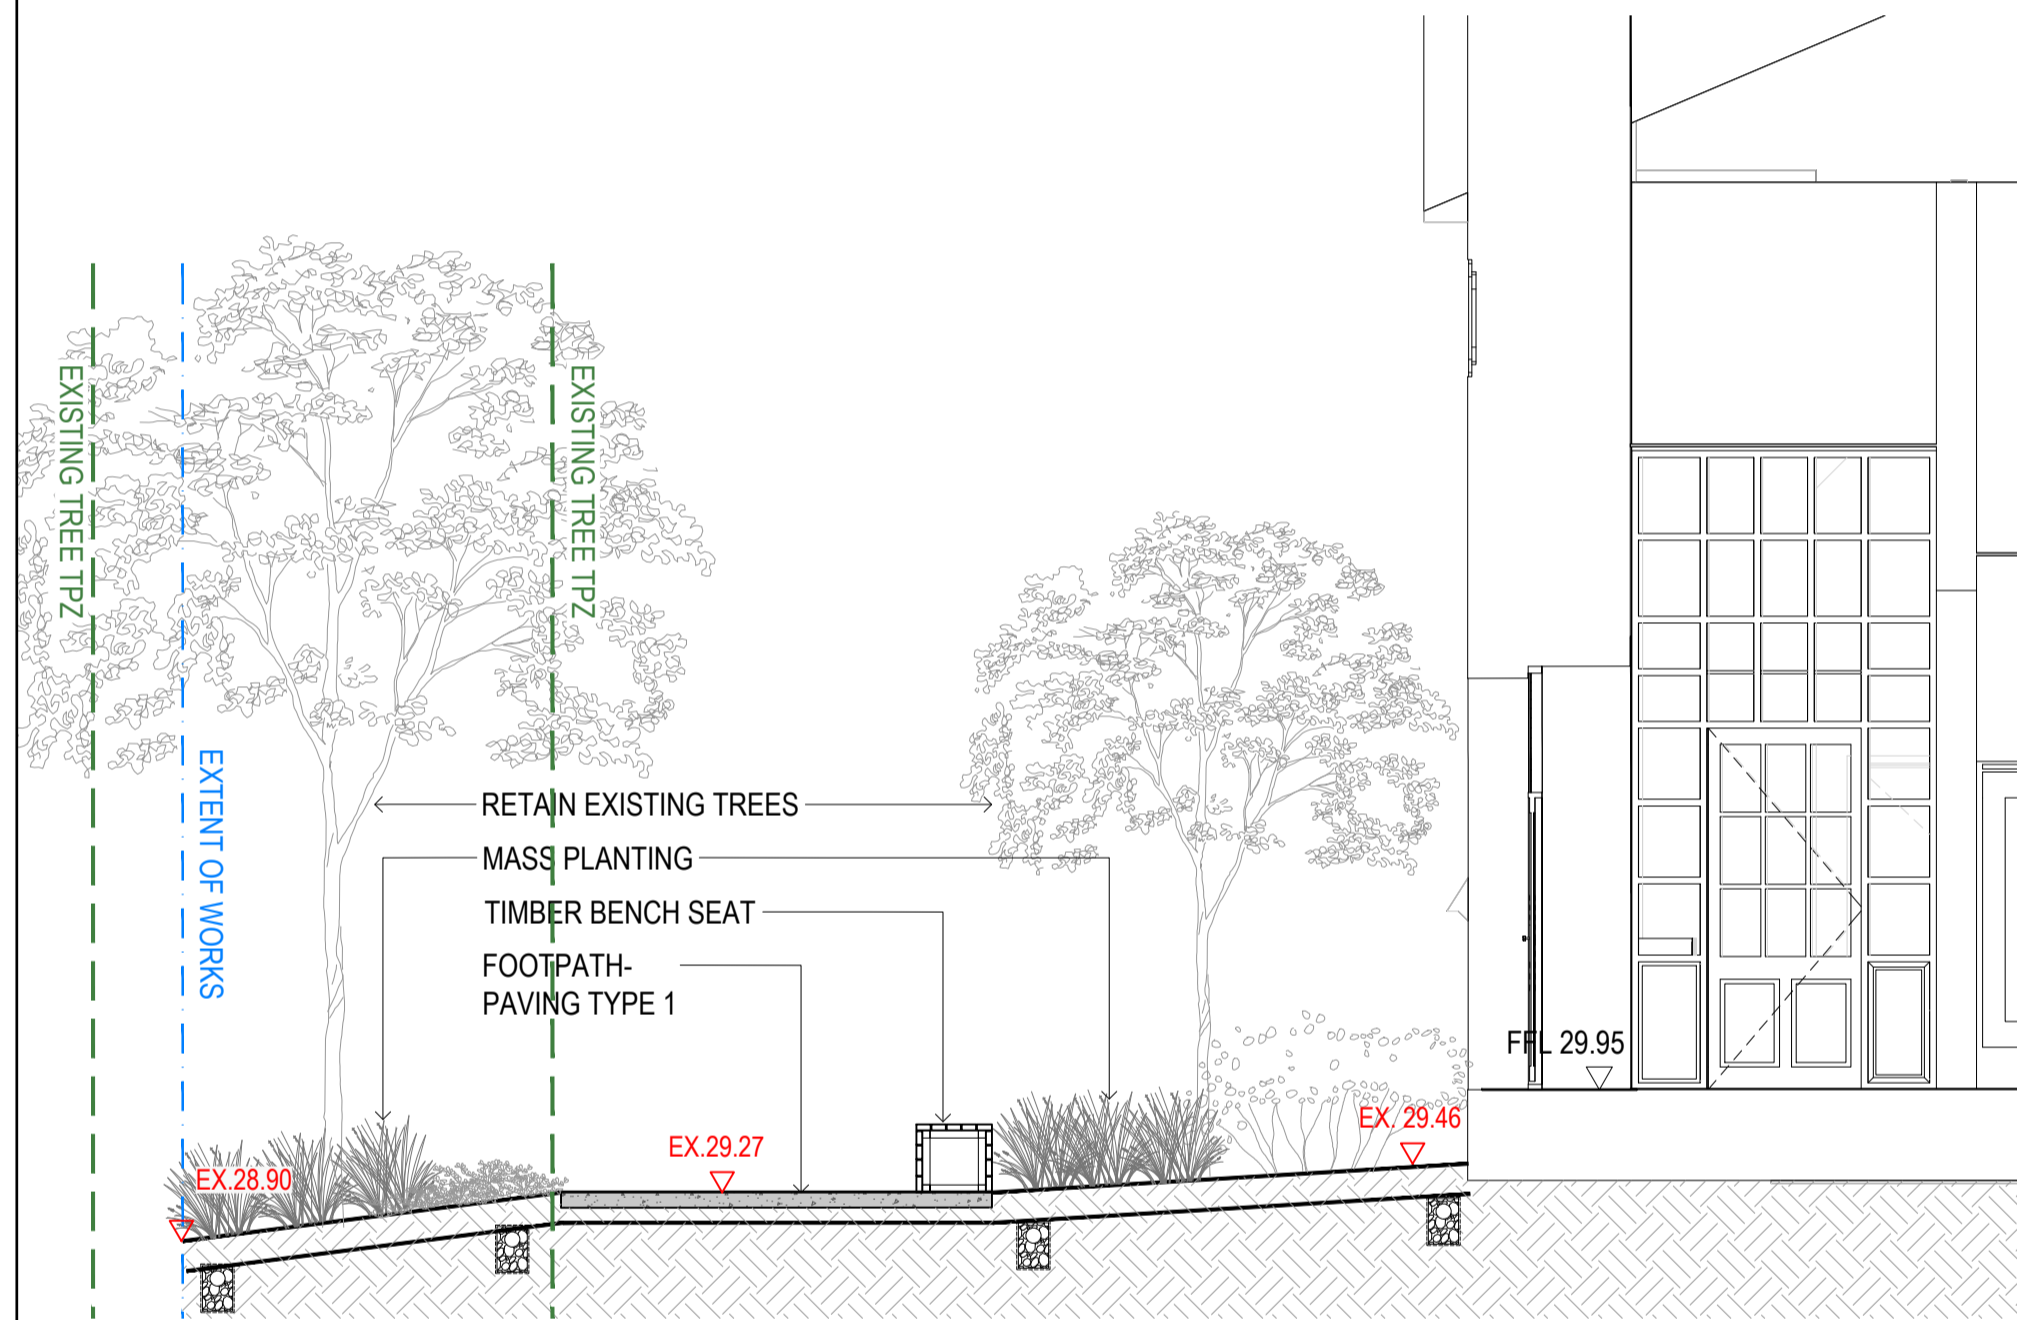 EXISTING TREE TPZ
EXTENT OF WORKS
EXISTING TREE TPZ
RETAIN EXISTING TREES
MASS PLANTING
TIMBER BENCH SEAT
FOOTPATH-
PAVING TYPE 1
FFL 29.95
EX. 29.46
EX.29.27
EX.28.90